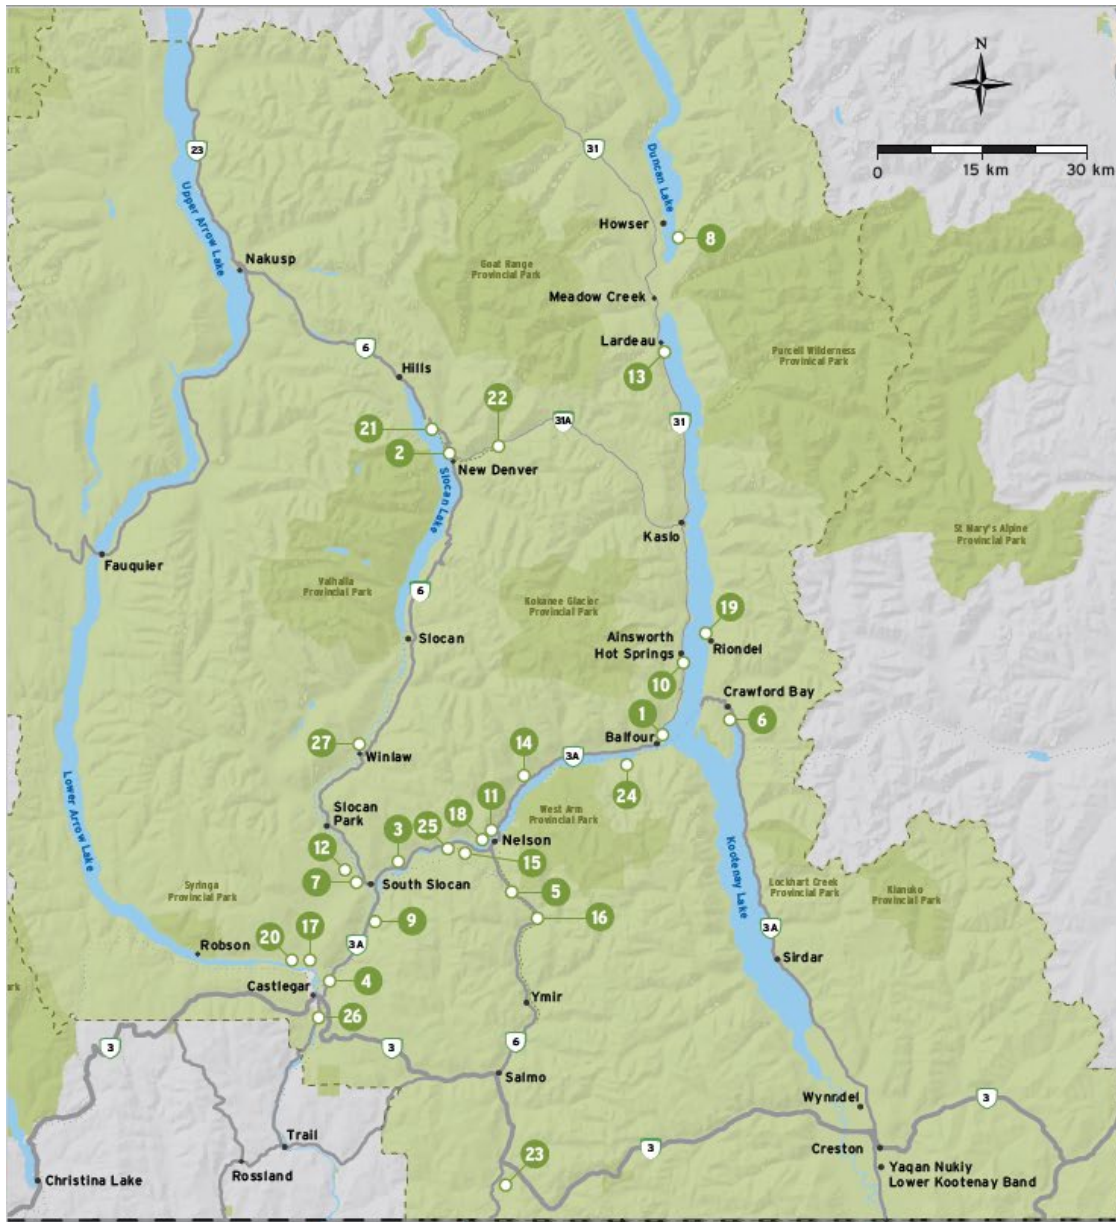 N
0
15 km
30 km
ark
23
Upper Arrow Lake
Nakusp
31
Duncan Lake
Howser
8
Goat Range
Provincial Park
Meadow Creek
Lardeau
13
Purcell Wilderness
Provinical Park
6
Hills
22
31A
31
21
2
New Denver
Slocan Lake
Kaslo
St Mary's Alpine
Provincial Park
Fauquier
Valhalla
Provincial Park
6
Kokanee Glacier
Provincial Park
19
Slocan
Ainsworth
Hot Springs
Riondel
10
Crawford Bay
1
6
Balfour
27
Winlaw
14
3A
24
Lower Arrow Lake
Slocan
Park
11
West Arm
Provincial Park
3
25
18
Nelson
12
15
7
South Slocan
5
Kootenay Lake
Lockhart Creek
Provincial Park
Kianuko
Provincial Park
Syringa
Provincial Park
9
16
3A
3A
Robson
20
17
Sirdar
Castlegar
4
ark
Ymir
26
3
3
6
Salmo
Wynndel
3
Trail
3
Creston
Rossland
23
Yaqan Nukiy
Lower Kootenay Band
Christina Lake